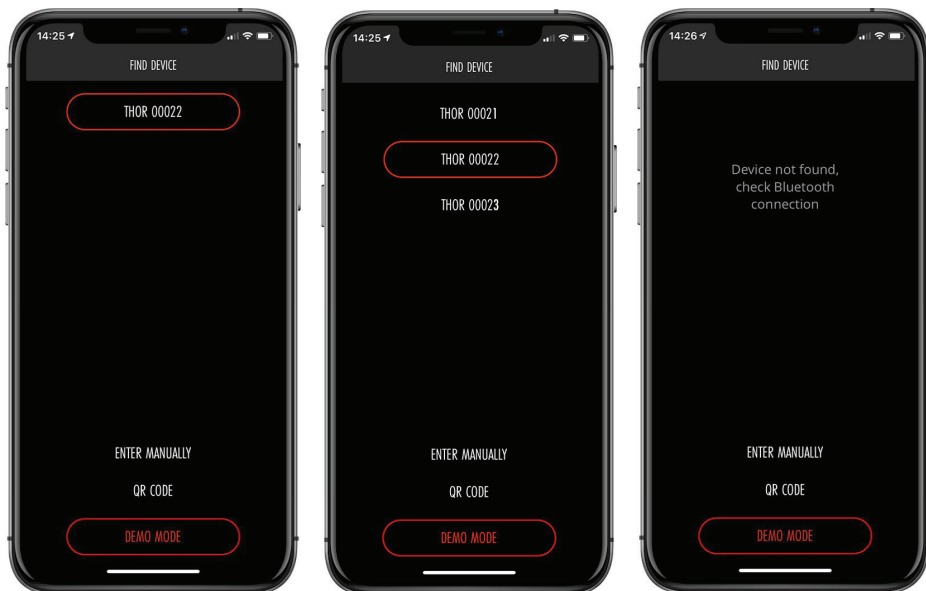 14:25
FIND DEVICE
THOR 00022
ENTER MANUALLY
QR CODE
DEMO MODE
14:25
FIND DEVICE
THOR 00021
THOR 00022
THOR 00023
ENTER MANUALLY
QR CODE
DEMO MODE
14:26
FIND DEVICE
Device not found,
check Bluetooth
connection
ENTER MANUALLY
QR CODE
DEMO MODE